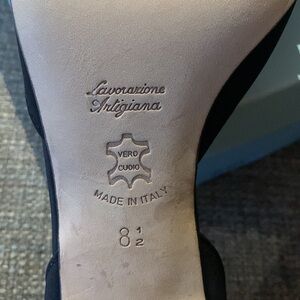 Lavorazione
Artigiana
VERO
CUOIO
MADE IN ITALY
8 1/2